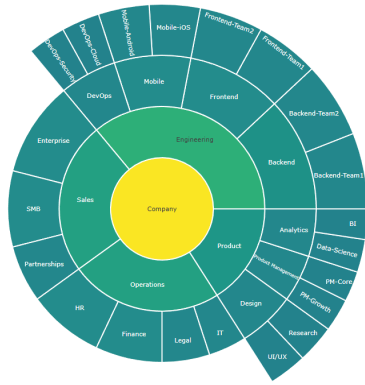 Company
Engineering
Backend
Backend-Team1
Backend-Team2
Frontend
Frontend-Team1
Frontend-Team2
Mobile
Mobile-iOS
Mobile-Android
DevOps
DevOps-Cloud
DevOps-Security
Sales
Enterprise
SMB
Partnerships
Operations
HR
Finance
Legal
IT
Product
Analytics
BI
Data-Science
Product Management
PM-Core
PM-Growth
Design
Research
UI/UX